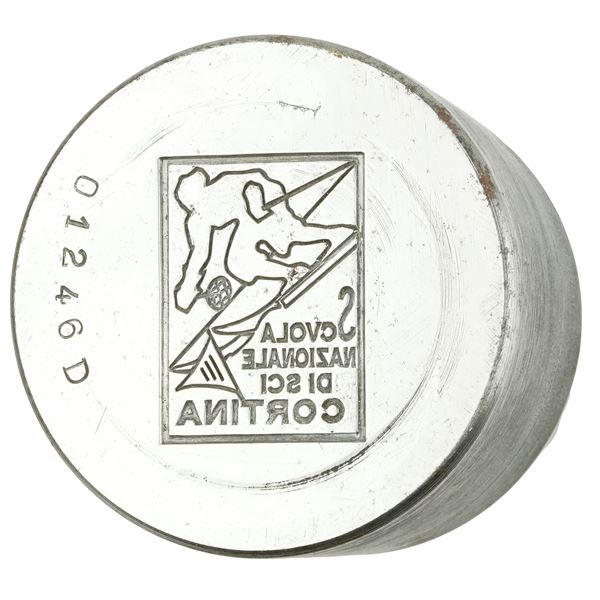 01246D
SCVOLA
NAZIONALE
DI SCI
CORTINA